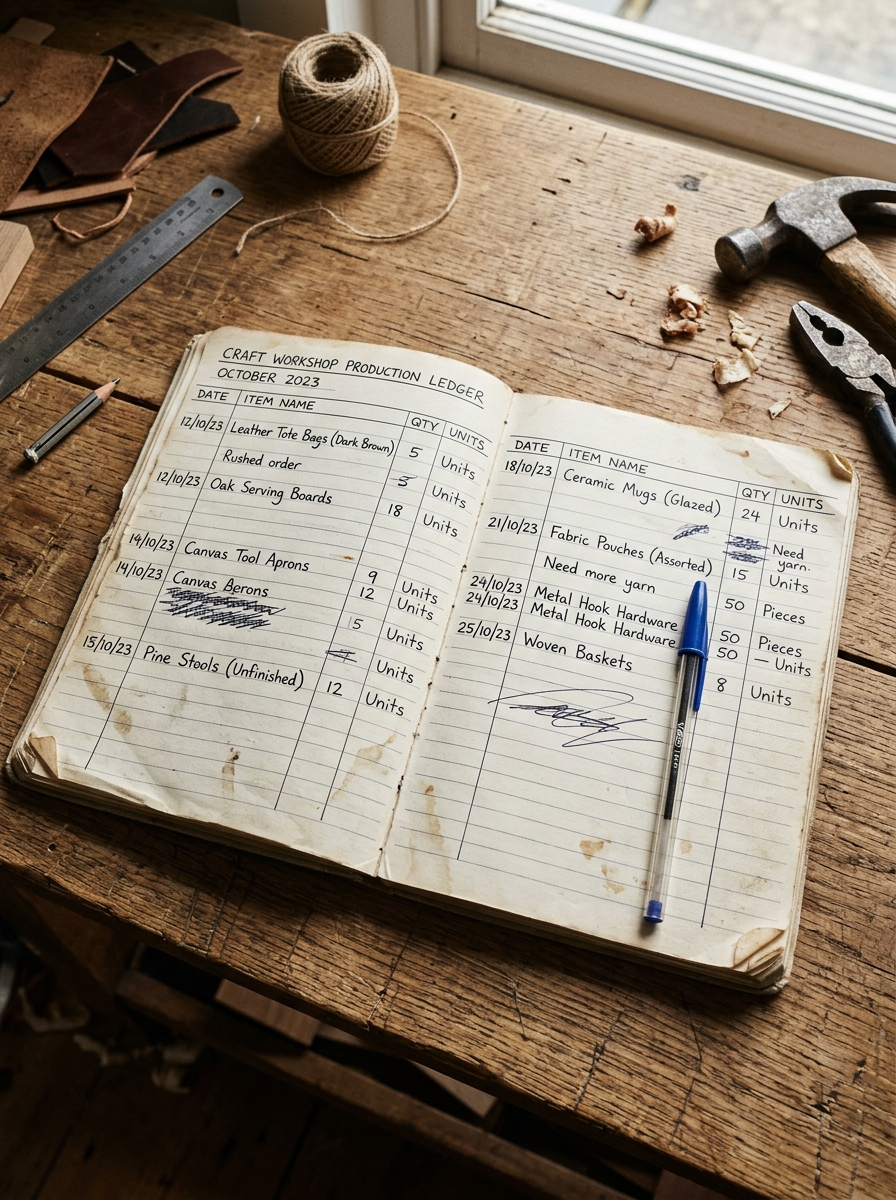 CRAFT WORKSHOP PRODUCTION LEDGER
OCTOBER 2023
DATE ITEM NAME QTY UNITS
12/10/23 Leather Tote Bags (Dark Brown) 5 Units
Rushed order 5 Units
12/10/23 Oak Serving Boards 18 Units
14/10/23 Canvas Tool Aprons 9 Units
14/10/23 Canvas Aerons 12 Units
15 Units
Units
15/10/23 Pine Stools (Unfinished) 12 Units
DATE ITEM NAME QTY UNITS
18/10/23 Ceramic Mugs (Glazed) 24 Units
Need
yarn.
21/10/23 Fabric Pouches (Assorted) 15 Units
Need more yarn 50 Pieces
24/10/23 Metal Hook Hardware 50 Pieces
24/10/23 Metal Hook Hardware 50 — Units
25/10/23 Woven Baskets 8 Units